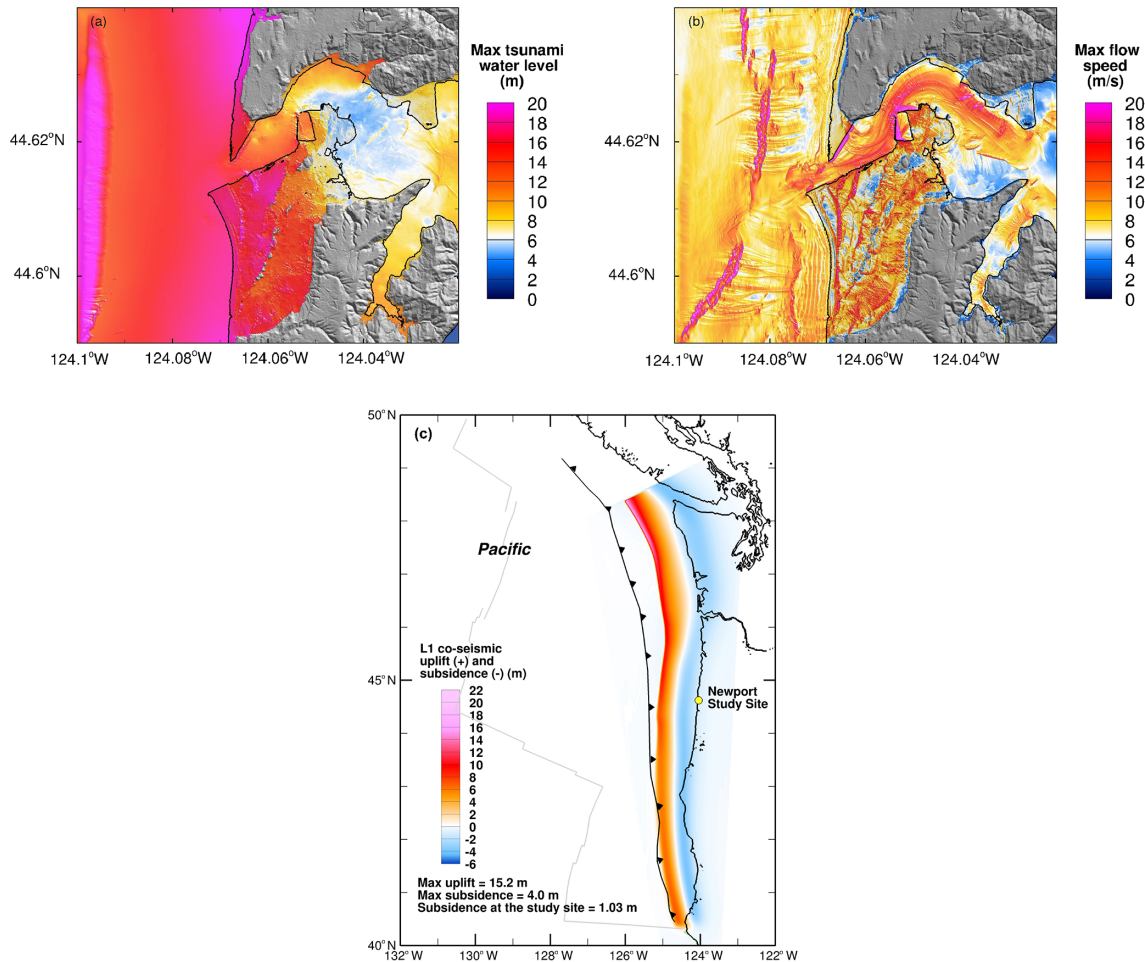 (a)
Max tsunami
water level
(m)
20
18
16
14
12
10
8
6
4
2
0
44.62°N
44.6°N
124.1°W
124.08°W
124.06°W
124.04°W
(b)
Max flow
speed
(m/s)
20
18
16
14
12
10
8
6
4
2
0
44.62°N
44.6°N
124.1°W
124.08°W
124.06°W
124.04°W
50°N
(c)
Pacific
L1 co-seismic
uplift (+) and
subsidence (-) (m)
22
20
18
16
14
12
10
8
6
4
2
0
-2
-4
-6
45°N
Newport
Study Site
Max uplift = 15.2 m
Max subsidence = 4.0 m
Subsidence at the study site = 1.03 m
40°N
132°W
130°W
128°W
126°W
124°W
122°W